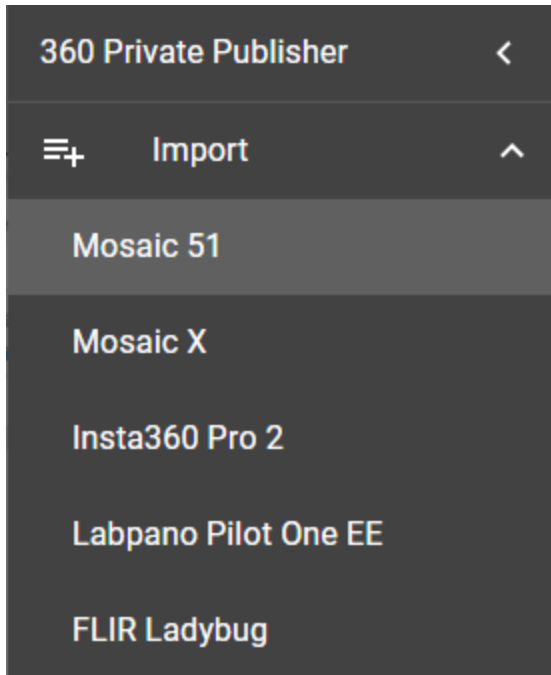 360 Private Publisher
Import
Mosaic 51
Mosaic X
Insta360 Pro 2
Labpano Pilot One EE
FLIR Ladybug